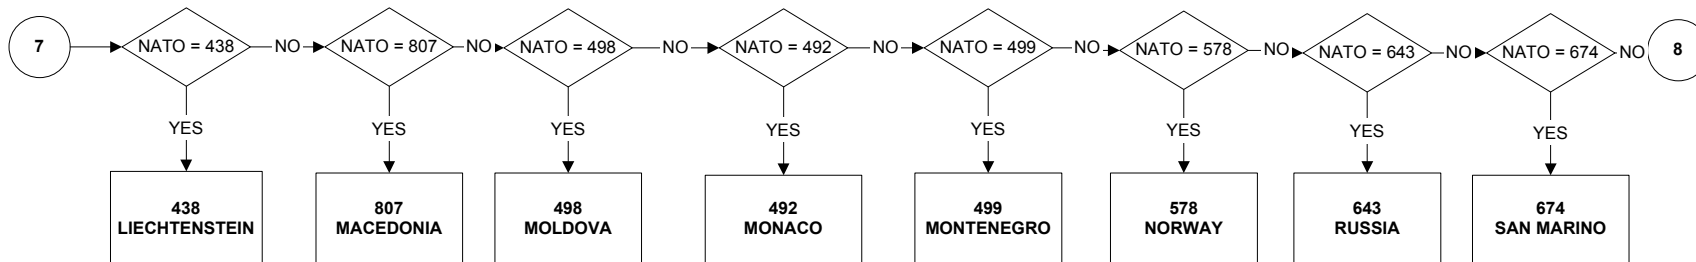 7
NATO = 438
NO
NATO = 807
NO
NATO = 498
NO
NATO = 492
NO
NATO = 499
NO
NATO = 578
NO
NATO = 643
NO
NATO = 674
NO
8
YES
YES
YES
YES
YES
YES
YES
YES
438
LIECHTENSTEIN
807
MACEDONIA
498
MOLDOVA
492
MONACO
499
MONTENEGRO
578
NORWAY
643
RUSSIA
674
SAN MARINO